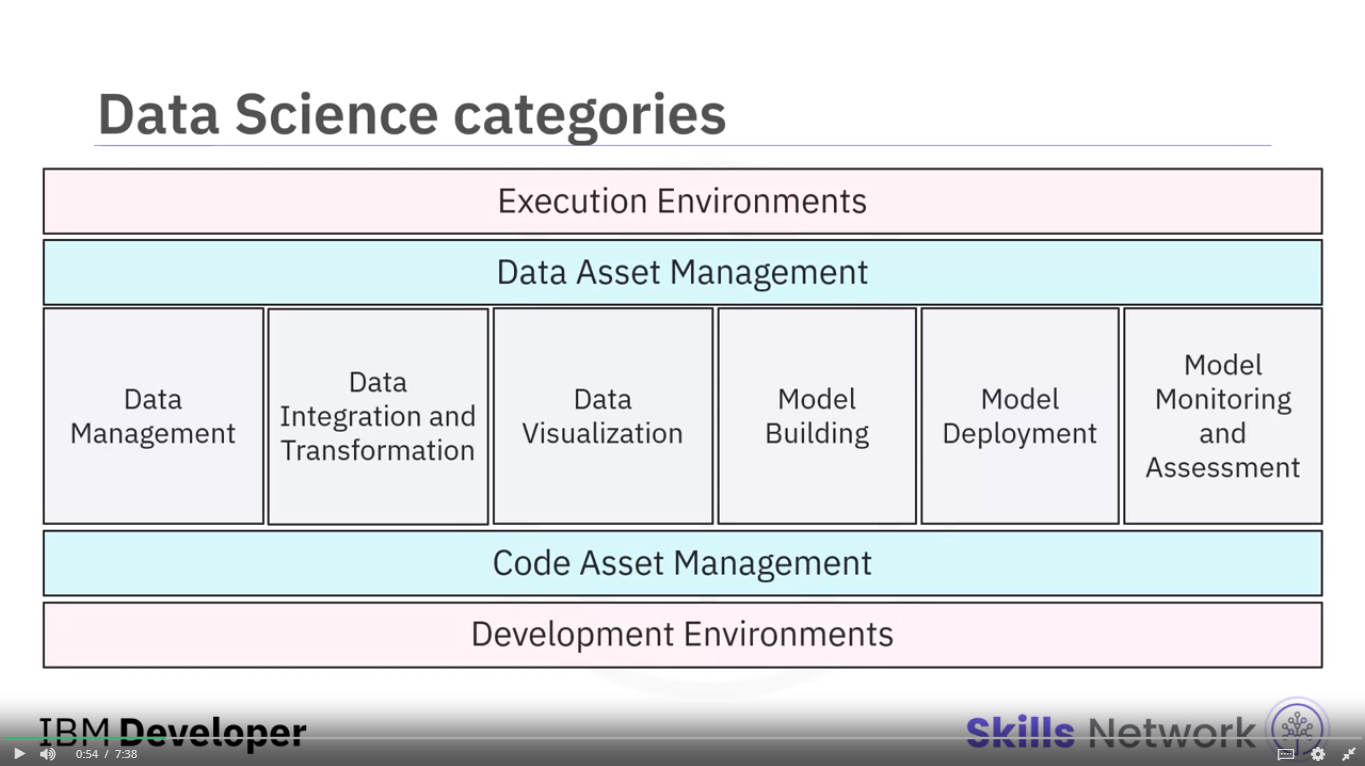 Data Science categories
Execution Environments
Data Asset Management
Data
Management
Data
Integration and
Transformation
Data
Visualization
Model
Building
Model
Deployment
Model
Monitoring
and
Assessment
Code Asset Management
Development Environments
IBM Developer
Skills Network
0:54 / 7:38